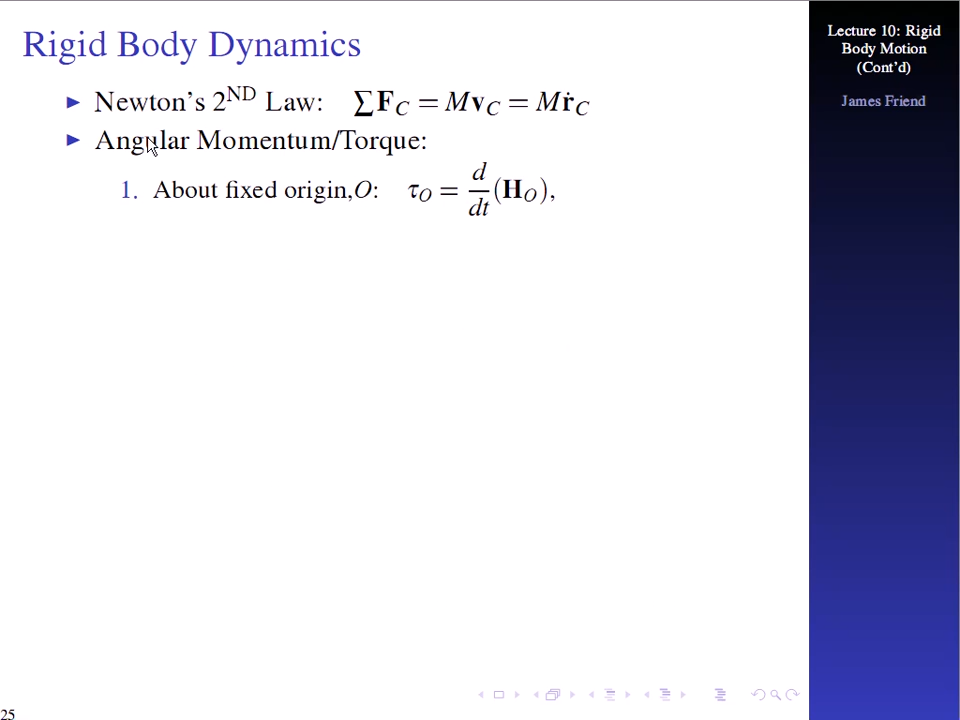 Rigid Body Dynamics
▶ Newton's 2ᴺᴰ Law: ∑F_C = Mv_C = Mṙ_C
▶ Angular Momentum/Torque:
1. About fixed origin,O: τ_O = d/dt (H_O),
25
Lecture 10: Rigid
Body Motion
(Cont'd)
James Friend